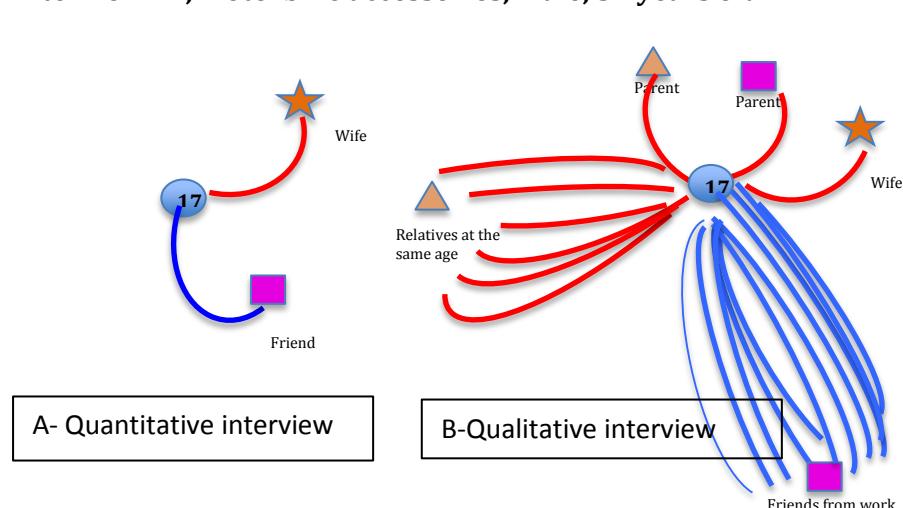 Wife
17
Friend
A- Quantitative interview
Parent
Parent
Wife
17
Relatives at the
same age
B-Qualitative interview
Friends from work